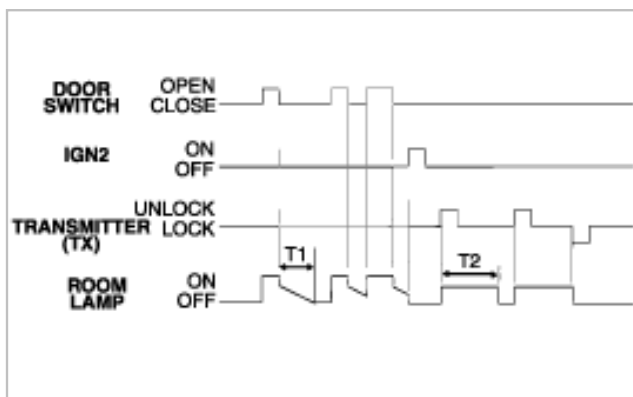 DOOR SWITCH
OPEN
CLOSE
IGN2
ON
OFF
TRANSMITTER (TX)
UNLOCK
LOCK
T1
T2
ROOM LAMP
ON
OFF